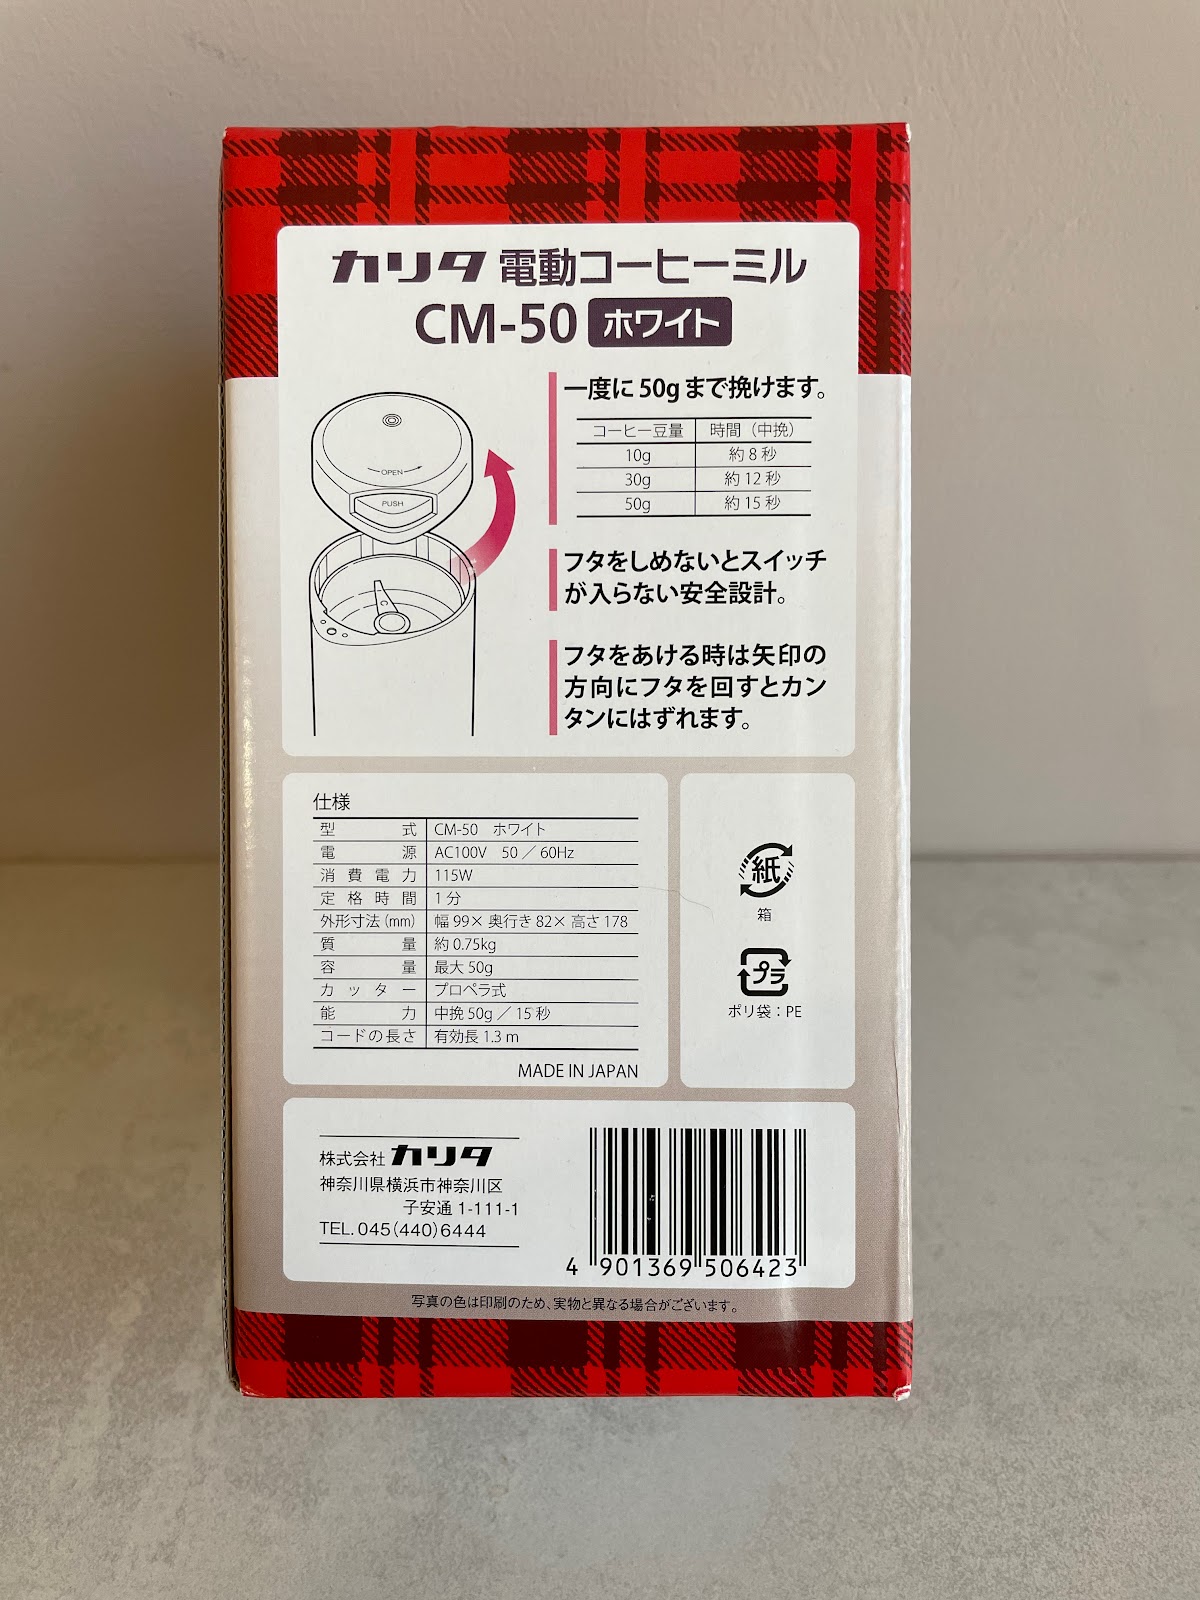 カリタ 電動コーヒーミル
CM-50 ホワイト
OPEN
PUSH
一度に50gまで挽けます。
コーヒー豆量 時間（中挽）
10g 約8秒
30g 約12秒
50g 約15秒
フタをしめないとスイッチ
が入らない安全設計。
フタをあける時は矢印の
方向にフタを回すとカン
タンにはずれます。
仕様
型式 CM-50 ホワイト
電源 AC100V 50／60Hz
消費電力 115W
定格時間 1分
外形寸法(mm) 幅99×奥行き82×高さ178
質量 約0.75kg
容量 最大50g
カッター プロペラ式
能力 中挽50g／15秒
コードの長さ 有効長1.3m
MADE IN JAPAN
紙
箱
プラ
ポリ袋：PE
株式会社カリタ
神奈川県横浜市神奈川区
子安通1-111-1
TEL.045(440)6444
4 901369 506423
写真の色は印刷のため、実物と異なる場合がございます。